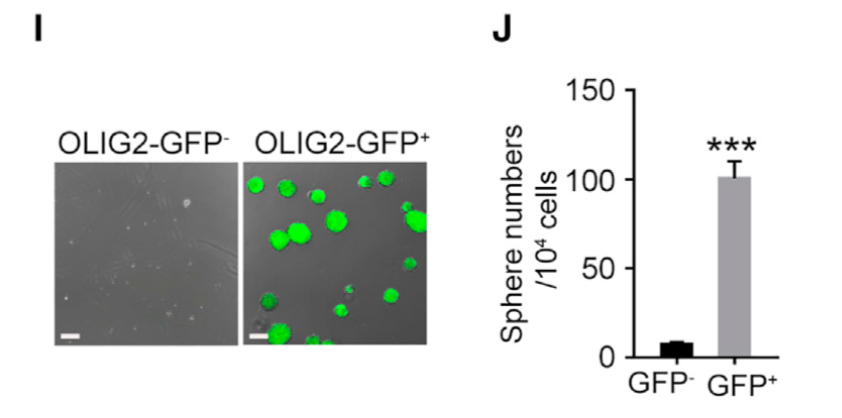 I
J
OLIG2-GFP⁻ OLIG2-GFP⁺
Sphere numbers
/10⁴ cells
150
100
50
0
***
GFP⁻ GFP⁺